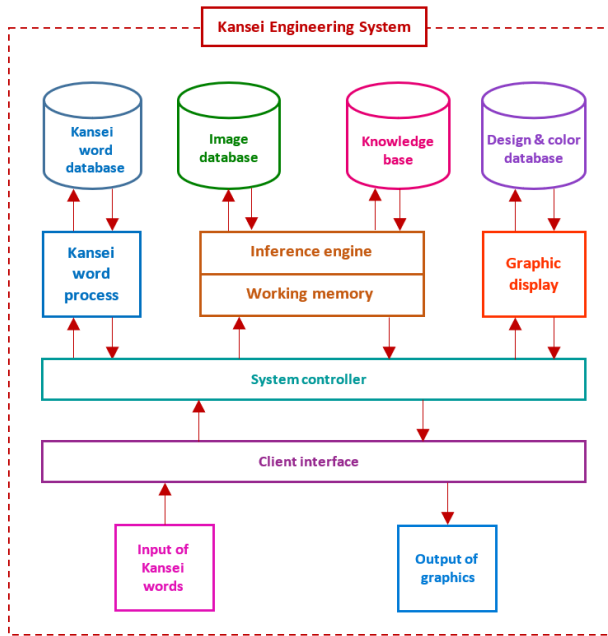 Kansei Engineering System
Kansei
word
database
Image
database
Knowledge
base
Design & color
database
Kansei
word
process
Inference engine
Working memory
Graphic
display
System controller
Client interface
Input of
Kansei
words
Output of
graphics